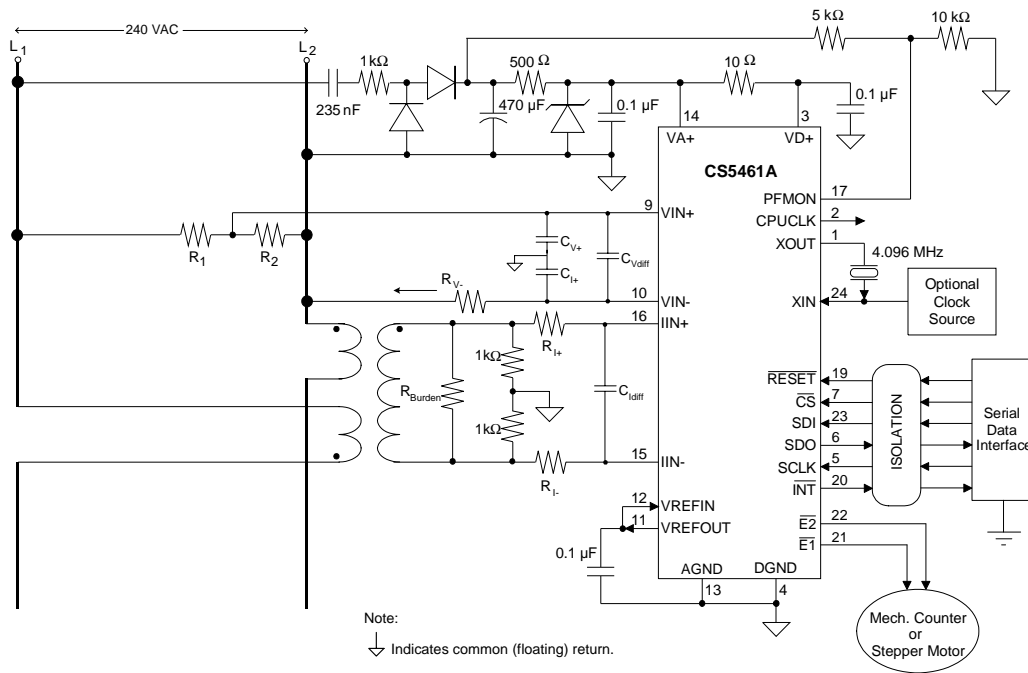 240 VAC
L1
L2
5 kΩ
10 kΩ
1kΩ
500 Ω
10 Ω
235 nF
470 µF
0.1 µF
0.1 µF
14
3
VA+
VD+
CS5461A
9
VIN+
PFMON
17
CPUCLK
2
XOUT
1
4.096 MHz
R1
R2
CV+
CI+
CVdiff
RV-
10
VIN-
XIN
24
Optional
Clock
Source
16
IIN+
RI+
1kΩ
RBurden
CIdiff
1kΩ
RI-
15
IIN-
RESET
19
CS
7
SDI
23
SDO
6
SCLK
5
INT
20
ISOLATION
Serial
Data
Interface
12
VREFIN
11
VREFOUT
E2
22
E1
21
0.1 µF
AGND
DGND
13
4
Mech. Counter
or
Stepper Motor
Note:
Indicates common (floating) return.